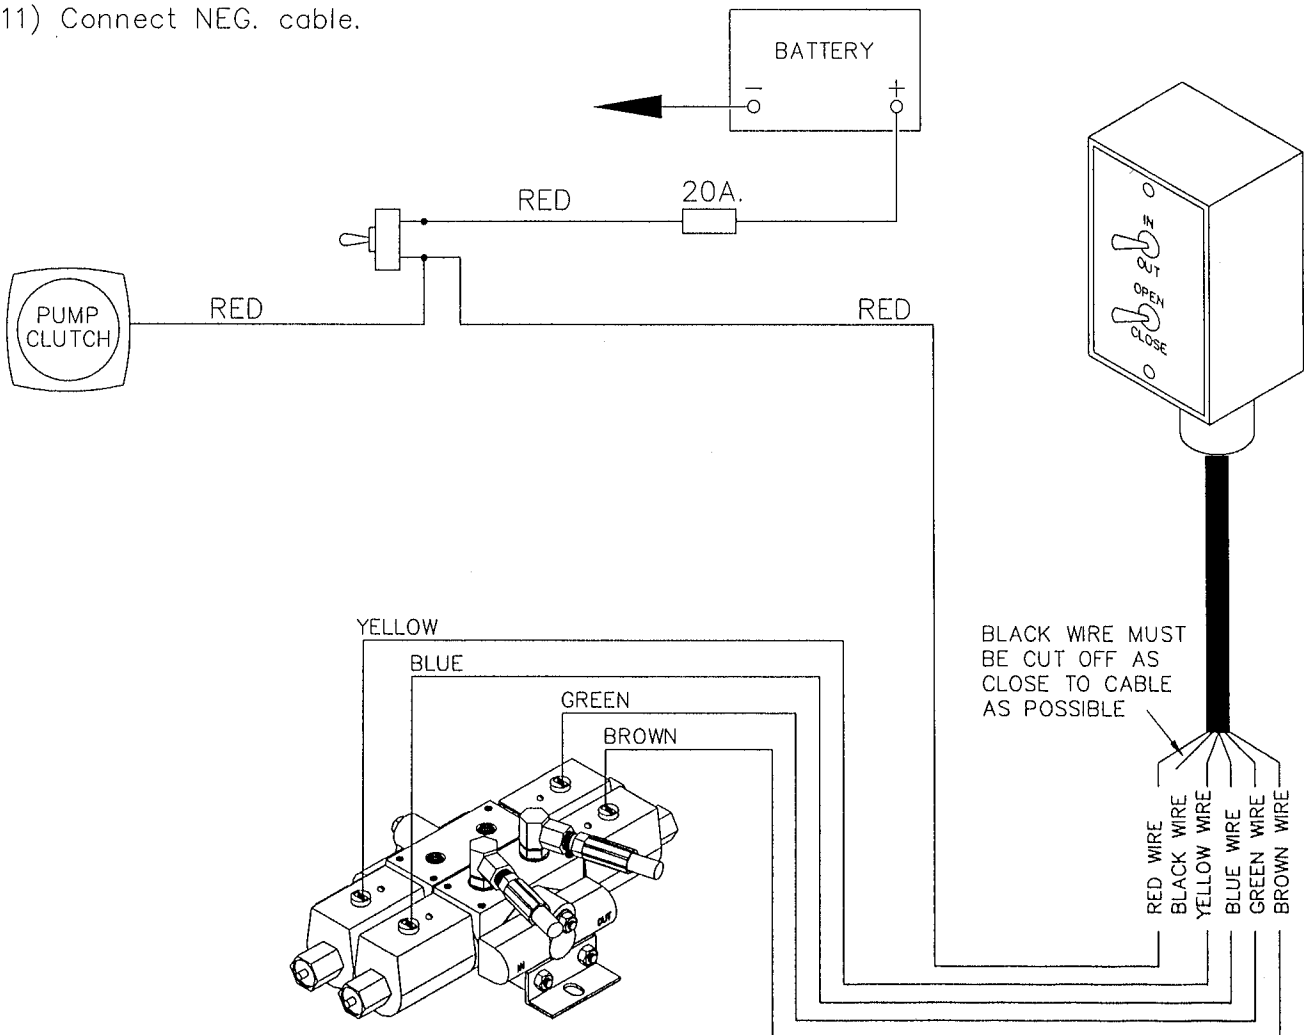 11) Connect NEG. cable.
BATTERY
- +
RED
20A.
PUMP
CLUTCH
RED
RED
IN
OUT
OPEN
CLOSE
YELLOW
BLUE
GREEN
BROWN
BLACK WIRE MUST
BE CUT OFF AS
CLOSE TO CABLE
AS POSSIBLE
RED WIRE
BLACK WIRE
YELLOW WIRE
BLUE WIRE
GREEN WIRE
BROWN WIRE
OUT
IN